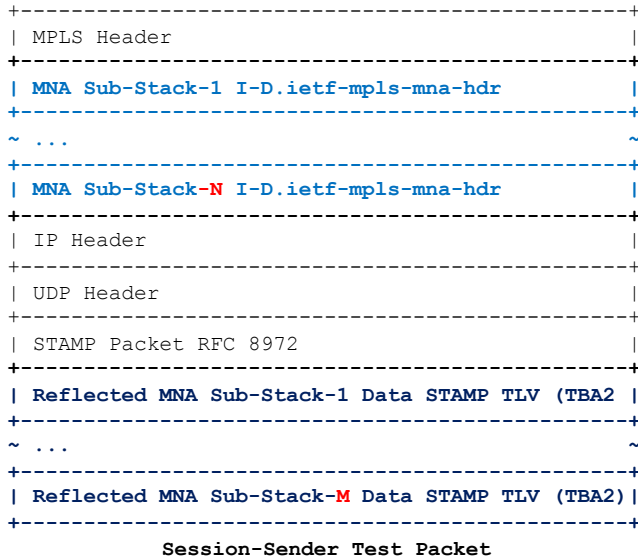 +------------------------------------------------+
| MPLS Header |
+------------------------------------------------+
| MNA Sub-Stack-1 I-D.ietf-mpls-mna-hdr |
+------------------------------------------------+
~ ... ~
+------------------------------------------------+
| MNA Sub-Stack-N I-D.ietf-mpls-mna-hdr |
+------------------------------------------------+
| IP Header |
+------------------------------------------------+
| UDP Header |
+------------------------------------------------+
| STAMP Packet RFC 8972 |
+------------------------------------------------+
| Reflected MNA Sub-Stack-1 Data STAMP TLV (TBA2 |
+------------------------------------------------+
~ ... ~
+------------------------------------------------+
| Reflected MNA Sub-Stack-M Data STAMP TLV (TBA2)|
+------------------------------------------------+
Session-Sender Test Packet